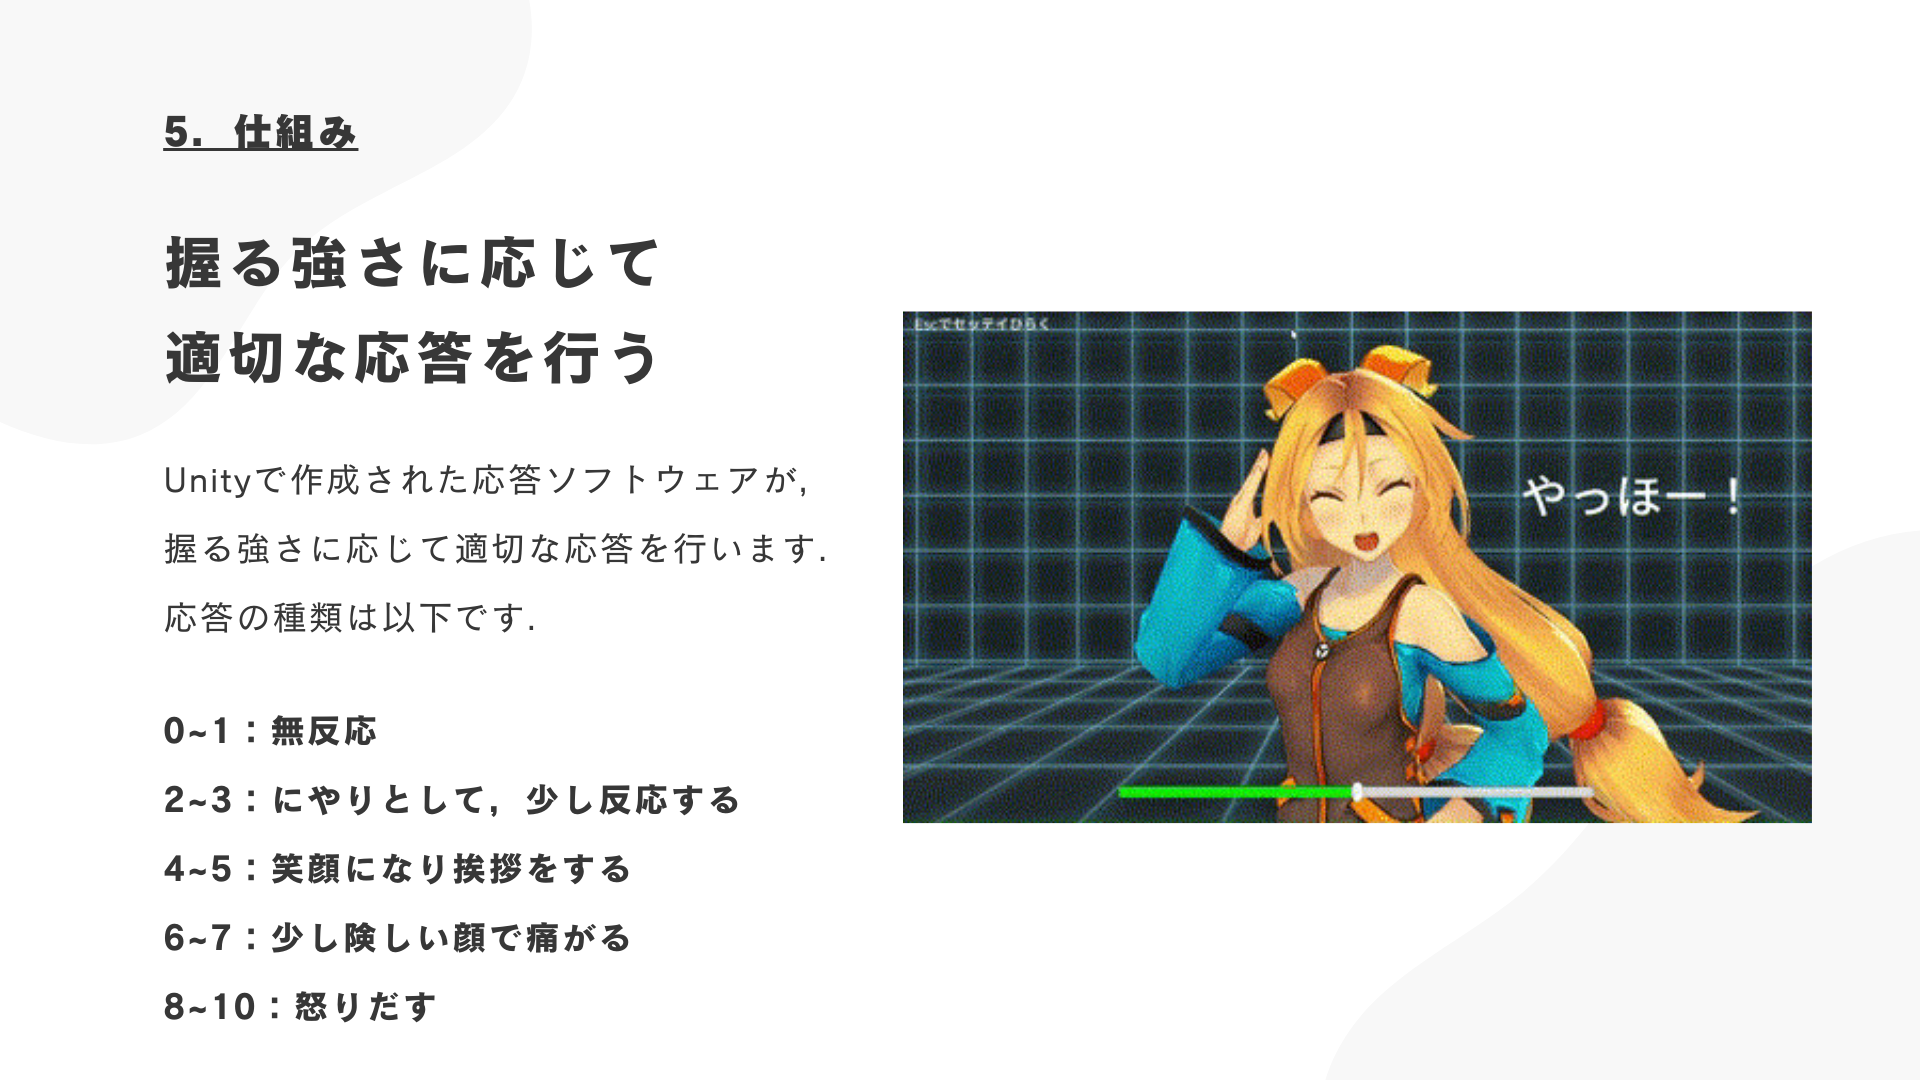 5. 仕組み
握る強さに応じて
適切な応答を行う
Unityで作成された応答ソフトウェアが,
握る強さに応じて適切な応答を行います.
応答の種類は以下です.
0~1：無反応
2~3：にやりとして，少し反応する
4~5：笑顔になり挨拶をする
6~7：少し険しい顔で痛がる
8~10：怒りだす
Escでセッテイひらく
やっほー！